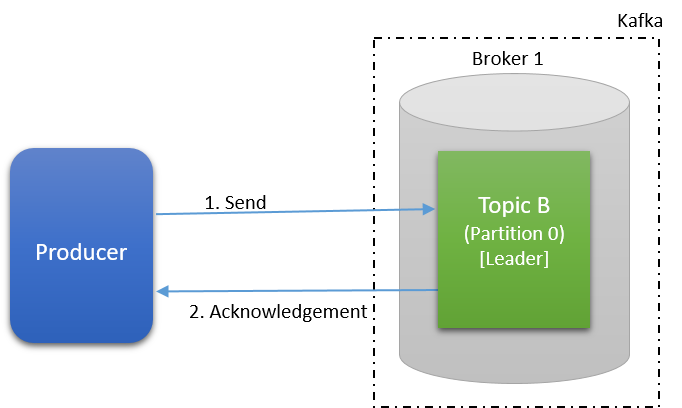 Kafka
Broker 1
1. Send
Topic B
(Partition 0)
[Leader]
Producer
2. Acknowledgement